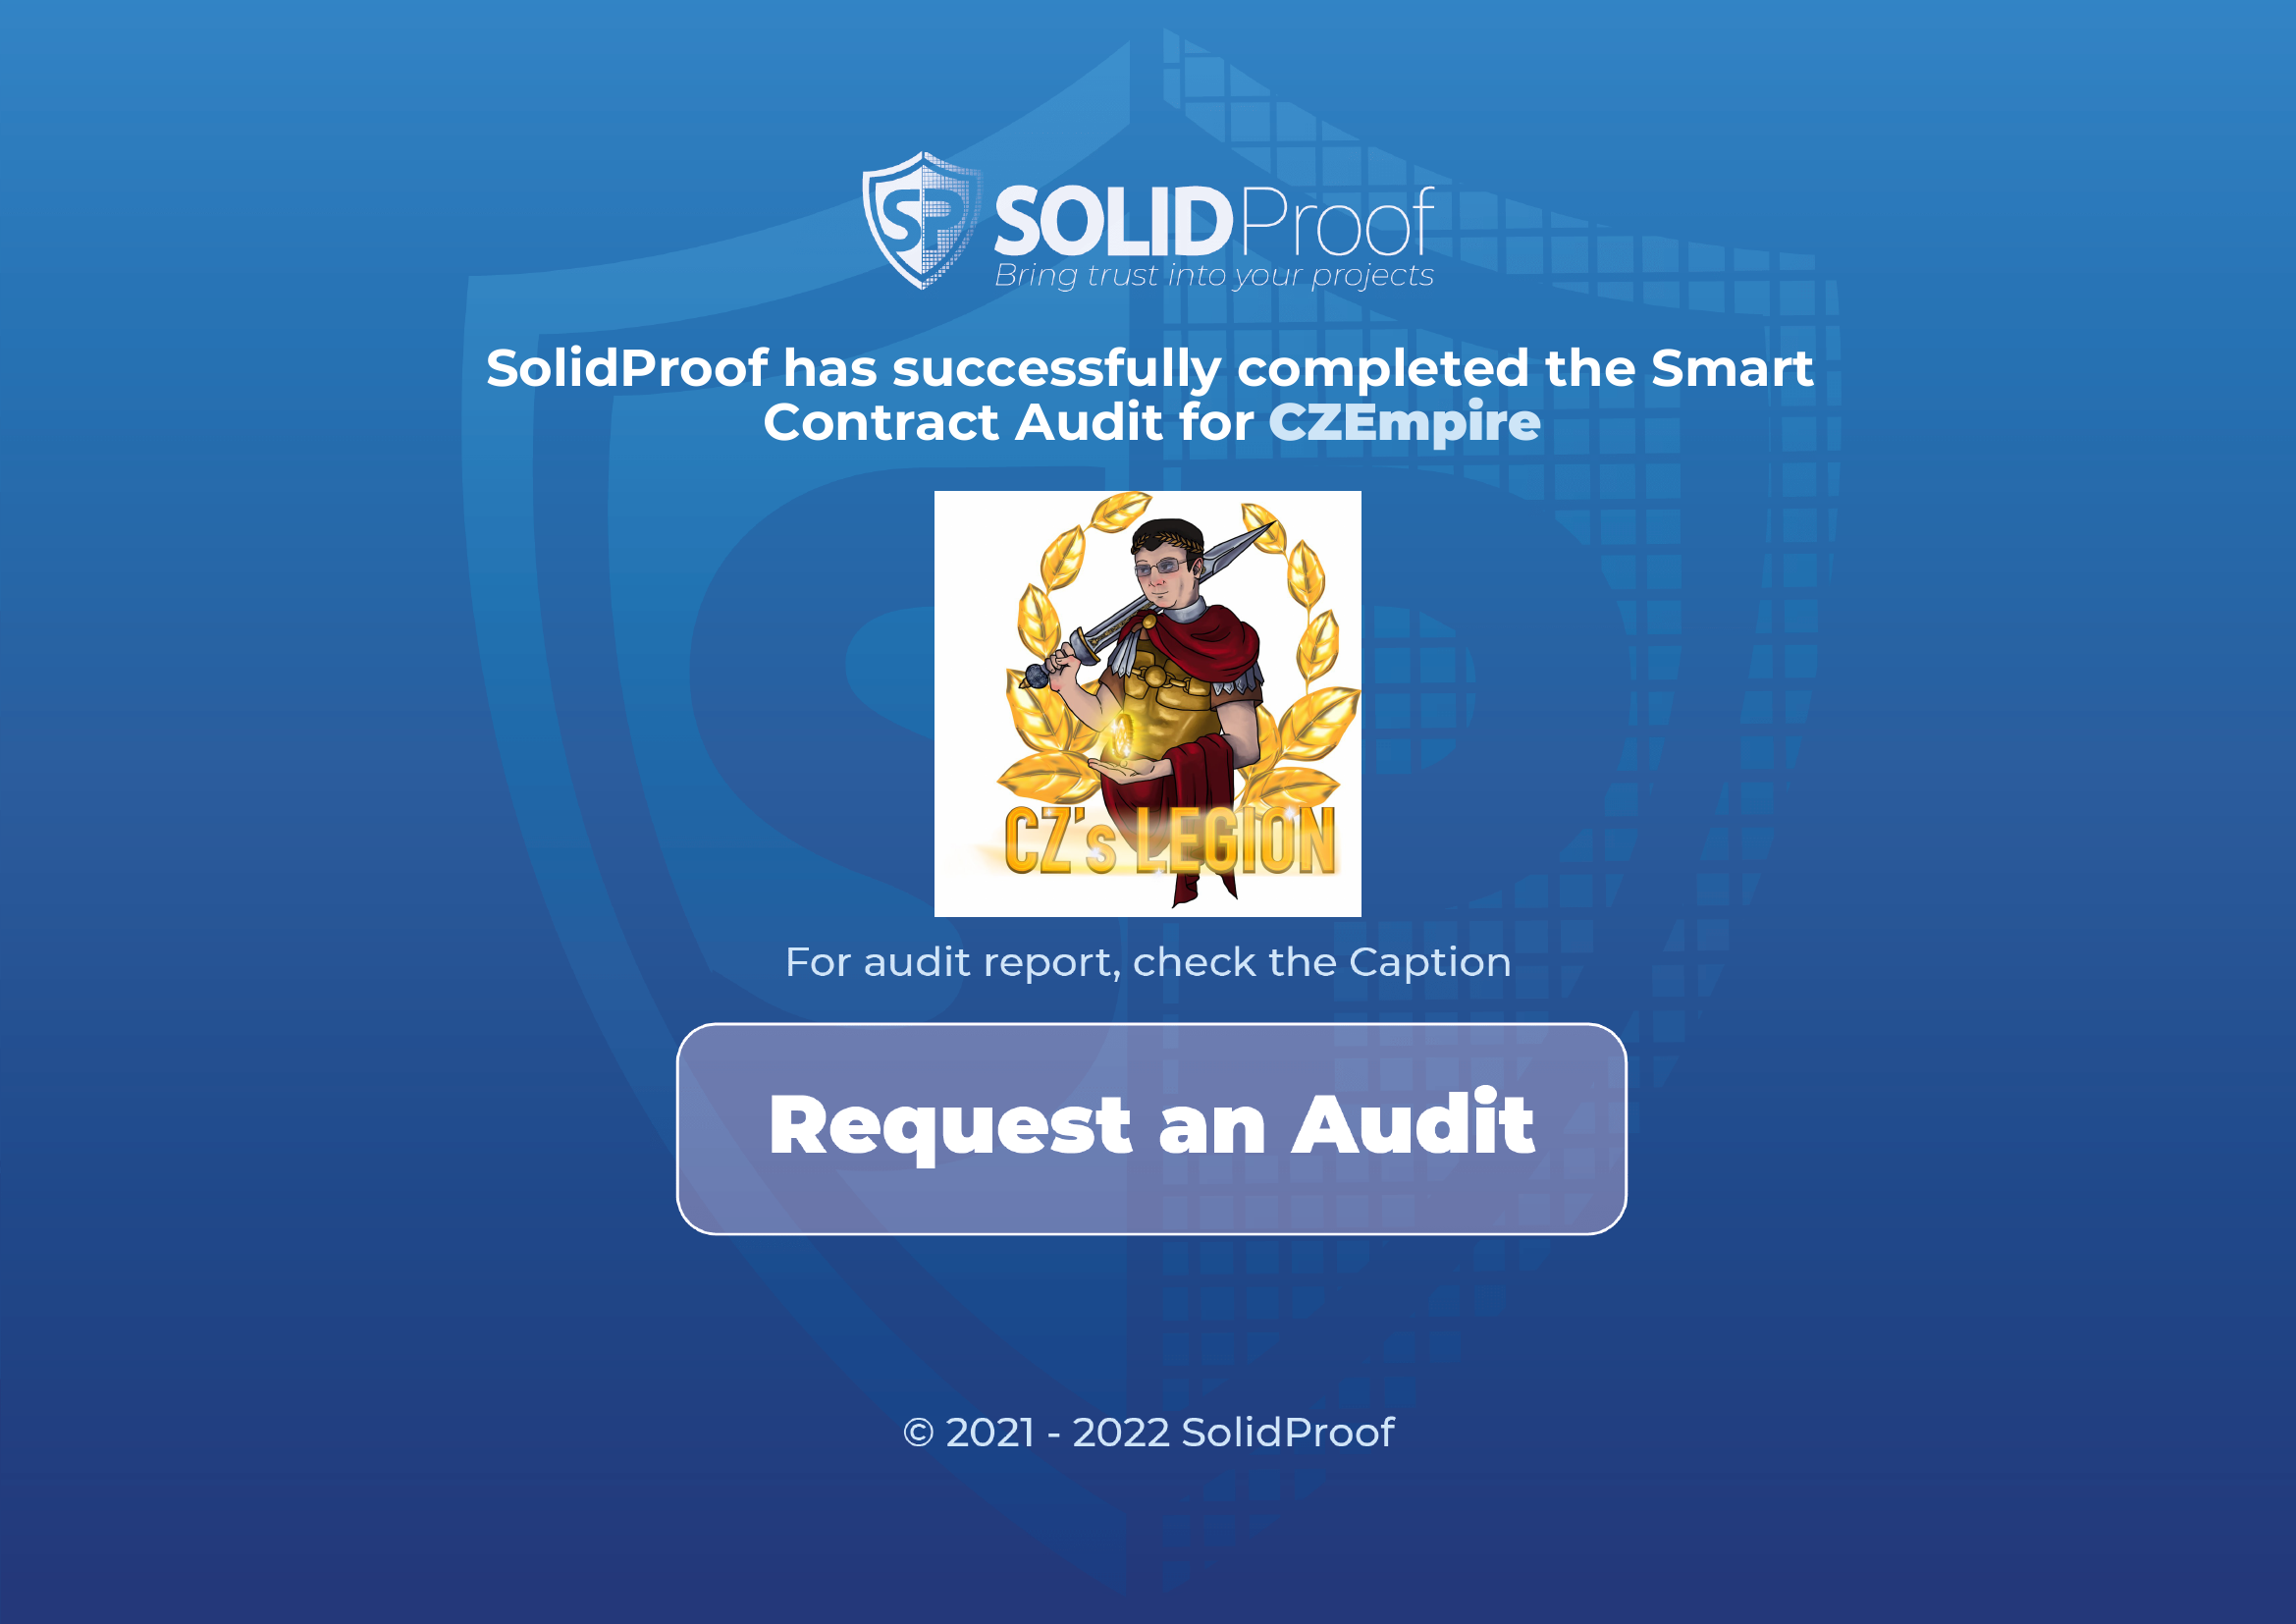 SP SOLIDProof
Bring trust into your projects
SolidProof has successfully completed the Smart
Contract Audit for CZEmpire
CZ's LEGION
For audit report, check the Caption
Request an Audit
© 2021 - 2022 SolidProof